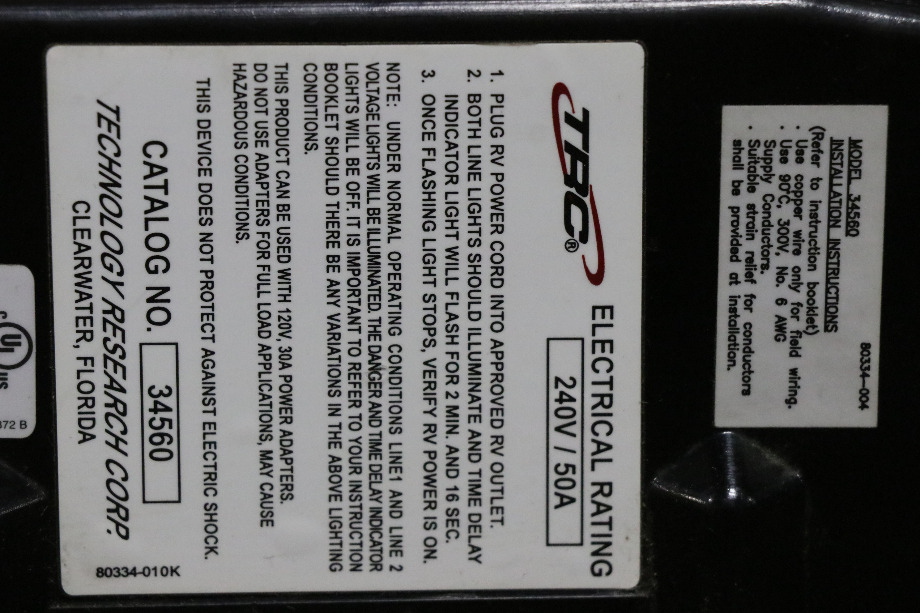 MODEL 34560 80334-004
INSTALLATION INSTRUCTIONS
(Refer to instruction booklet)
• Use copper wire only for field wiring.
• Use 90°C, 300V, No. 6 AWG
Supply Conductors.
• Suitable strain relief for conductors
shall be provided at installation.
TRC® ELECTRICAL RATING
240V / 50A
1. PLUG RV POWER CORD INTO APPROVED RV OUTLET.
2. BOTH LINE LIGHTS SHOULD ILLUMINATE AND TIME DELAY
INDICATOR LIGHT WILL FLASH FOR 2 MIN. AND 16 SEC.
3. ONCE FLASHING LIGHT STOPS, VERIFY RV POWER IS ON.
NOTE: UNDER NORMAL OPERATING CONDITIONS LINE1 AND LINE 2
VOLTAGE LIGHTS WILL BE ILLUMINATED. THE DANGER AND TIME DELAY INDICATOR
LIGHTS WILL BE OFF. IT IS IMPORTANT TO REFER TO YOUR INSTRUCTION
BOOKLET SHOULD THERE BE ANY VARIATIONS IN THE ABOVE LIGHTING
CONDITIONS.
THIS PRODUCT CAN BE USED WITH 120V, 30A POWER ADAPTERS.
DO NOT USE ADAPTERS FOR FULL LOAD APPLICATIONS, MAY CAUSE
HAZARDOUS CONDITIONS.
THIS DEVICE DOES NOT PROTECT AGAINST ELECTRIC SHOCK.
CATALOG NO. 34560
TECHNOLOGY RESEARCH CORP.
CLEARWATER, FLORIDA
80334-010K
c UL US
372 B